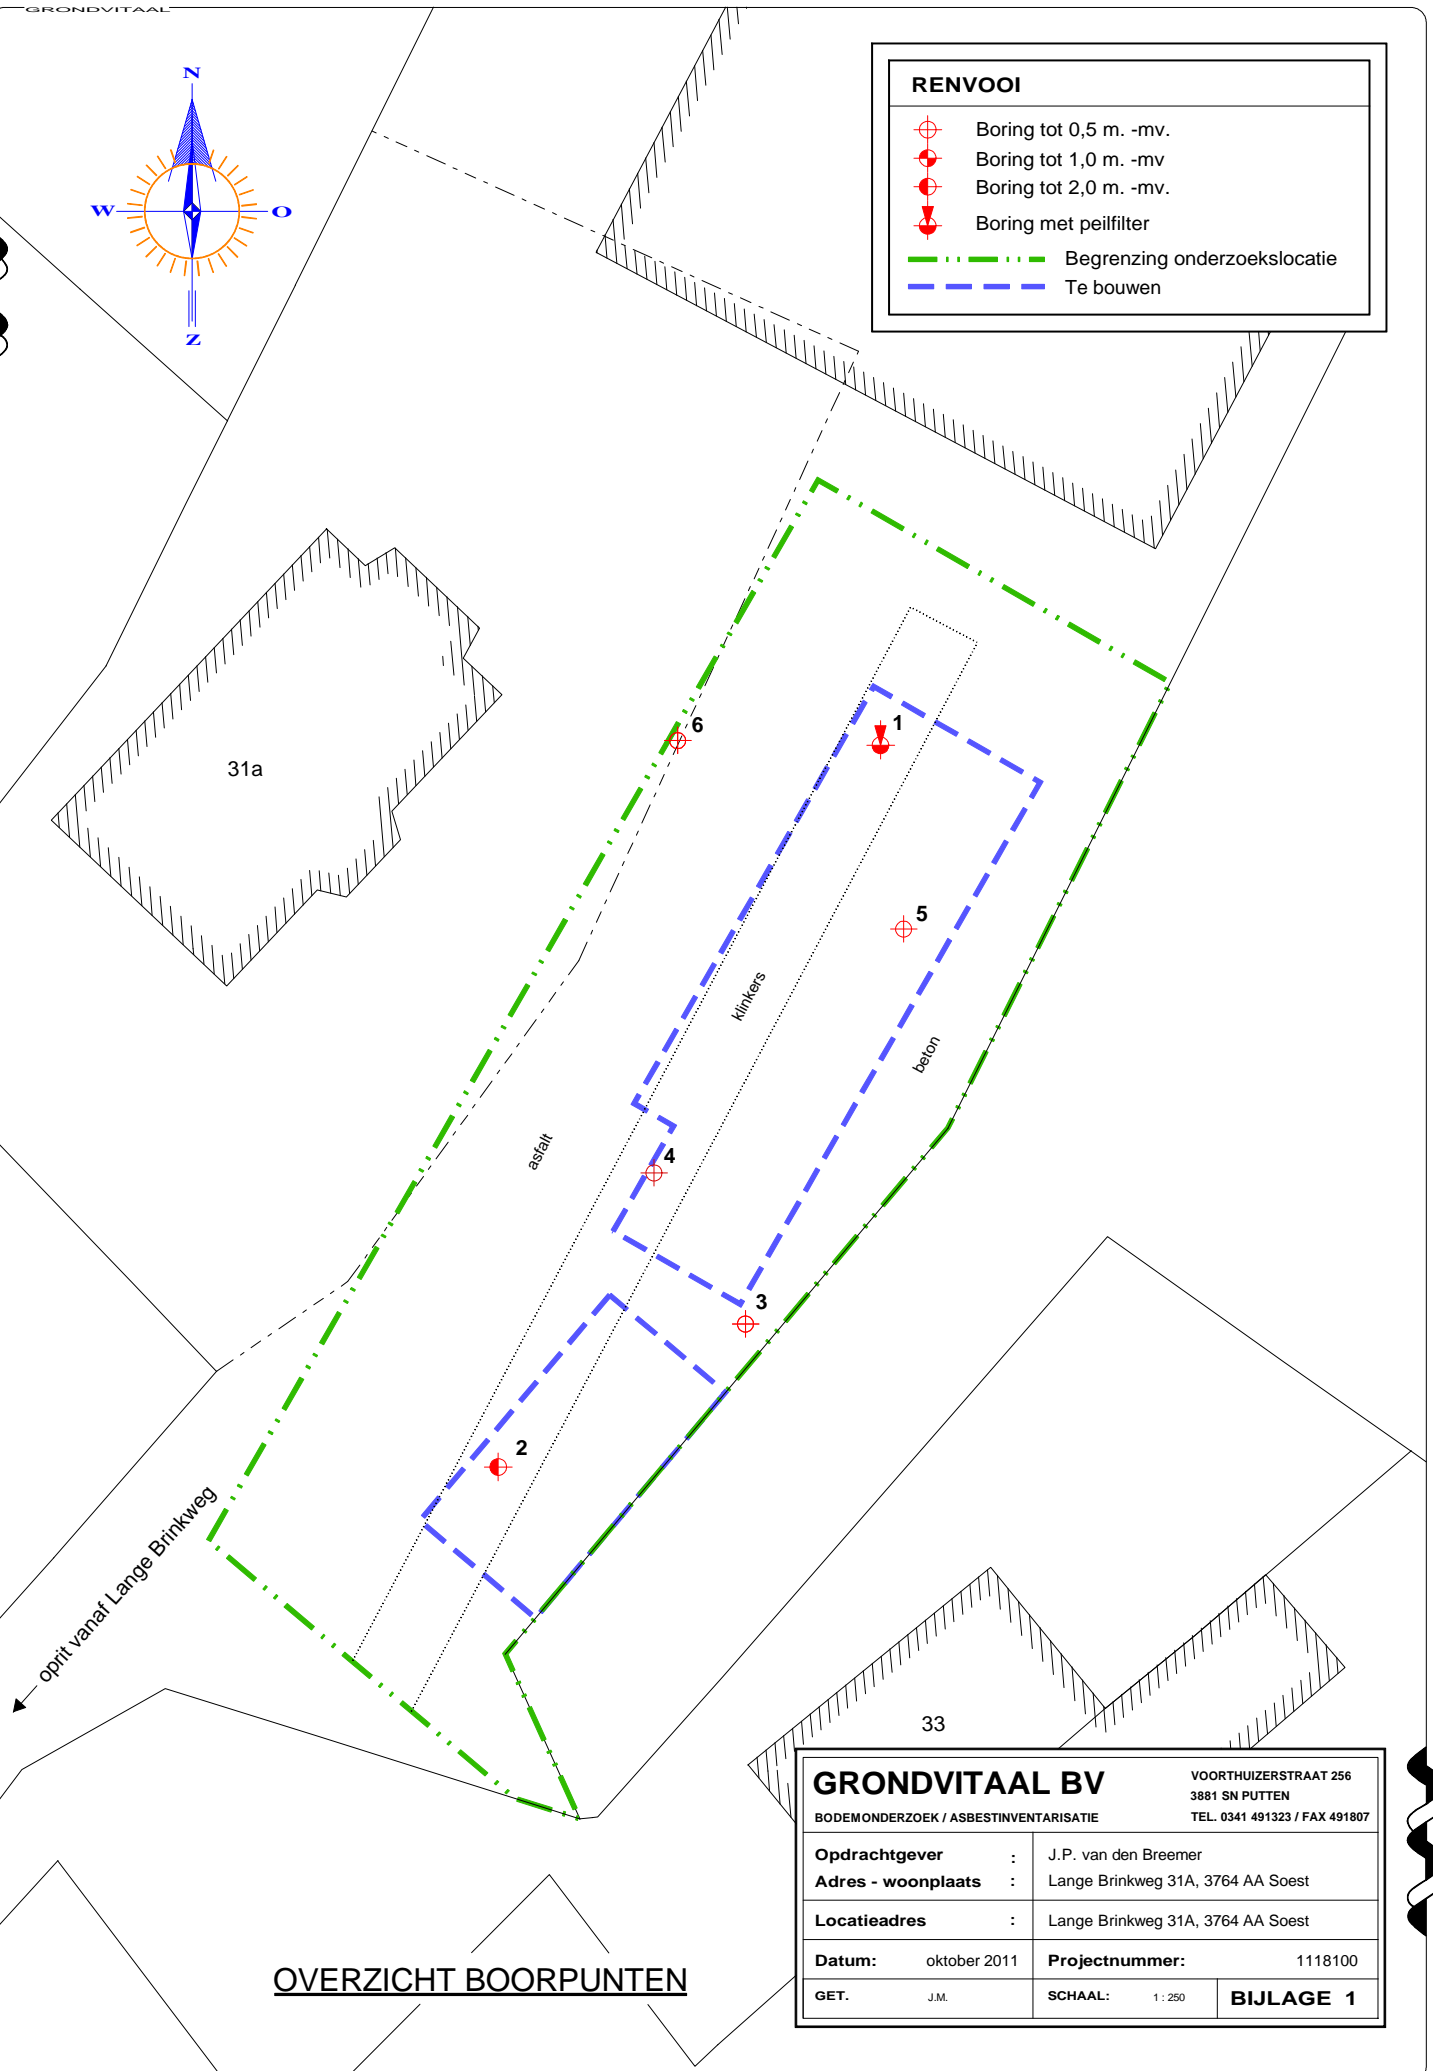 GRONDVITAAL
N
W
O
Z
RENVOOI
Boring tot 0,5 m. -mv.
Boring tot 1,0 m. -mv
Boring tot 2,0 m. -mv.
Boring met peilfilter
Begrenzing onderzoekslocatie
Te bouwen
6
1
31a
5
klinkers
beton
asfalt
4
3
2
oprit vanaf Lange Brinkweg
33
OVERZICHT BOORPUNTEN
GRONDVITAAL BV
BODEMONDERZOEK / ASBESTINVENTARISATIE
VOORTHUIZERSTRAAT 256
3881 SN PUTTEN
TEL. 0341 491323 / FAX 491807
Opdrachtgever : J.P. van den Breemer
Adres - woonplaats : Lange Brinkweg 31A, 3764 AA Soest
Locatieadres : Lange Brinkweg 31A, 3764 AA Soest
Datum: oktober 2011 Projectnummer: 1118100
GET. J.M. SCHAAL: 1 : 250 BIJLAGE 1